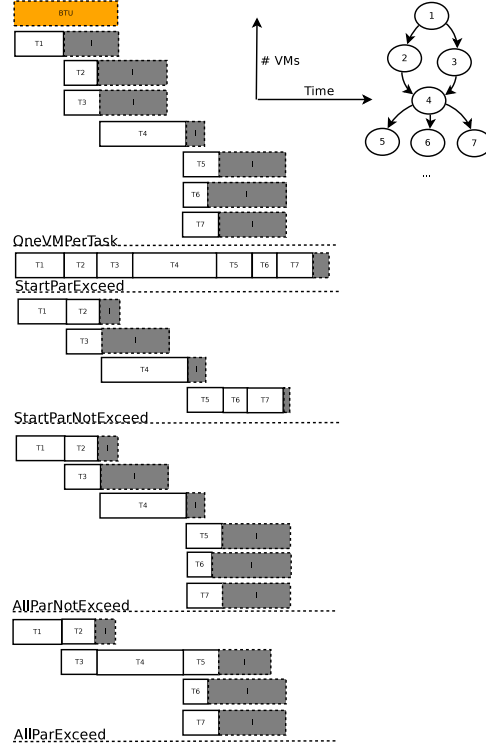 BTU
T1 I
T2 I
T3 I
T4 I
T5 I
T6 I
T7 I
OneVMPerTask
T1 T2 T3 T4 T5 T6 T7
StartParExceed
T1 T2 I
T3 I
T4 I
T5 T6 T7
StartParNotExceed
T1 T2 I
T3 I
T4 I
T5 I
T6 I
T7 I
AllParNotExceed
T1 T2 I
T3 T4 T5 I
T6 I
T7 I
AllParExceed
# VMs
Time
1
2 3
4
5 6 7
...